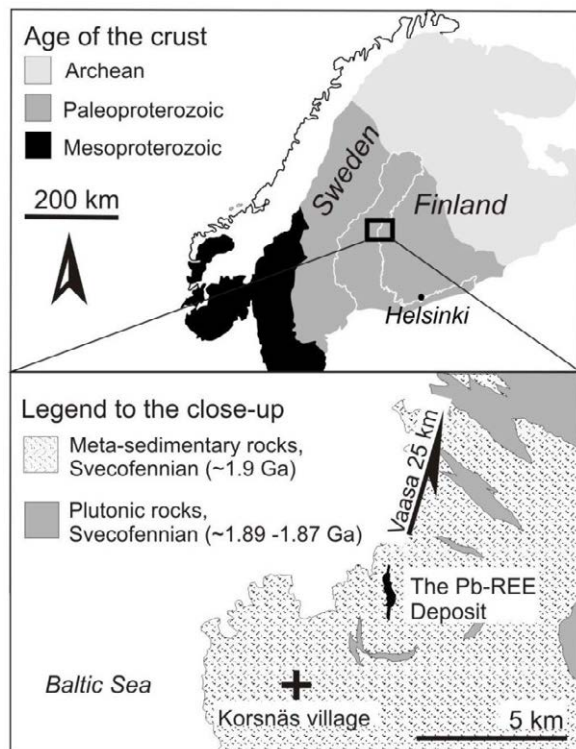 Age of the crust
Archean
Paleoproterozoic
Mesoproterozoic
200 km
Sweden
Finland
Helsinki
Legend to the close-up
Meta-sedimentary rocks,
Svecofennian (~1.9 Ga)
Plutonic rocks,
Svecofennian (~1.89 -1.87 Ga)
Vaasa 25 km
The Pb-REE
Deposit
Baltic Sea
Korsnäs village
5 km